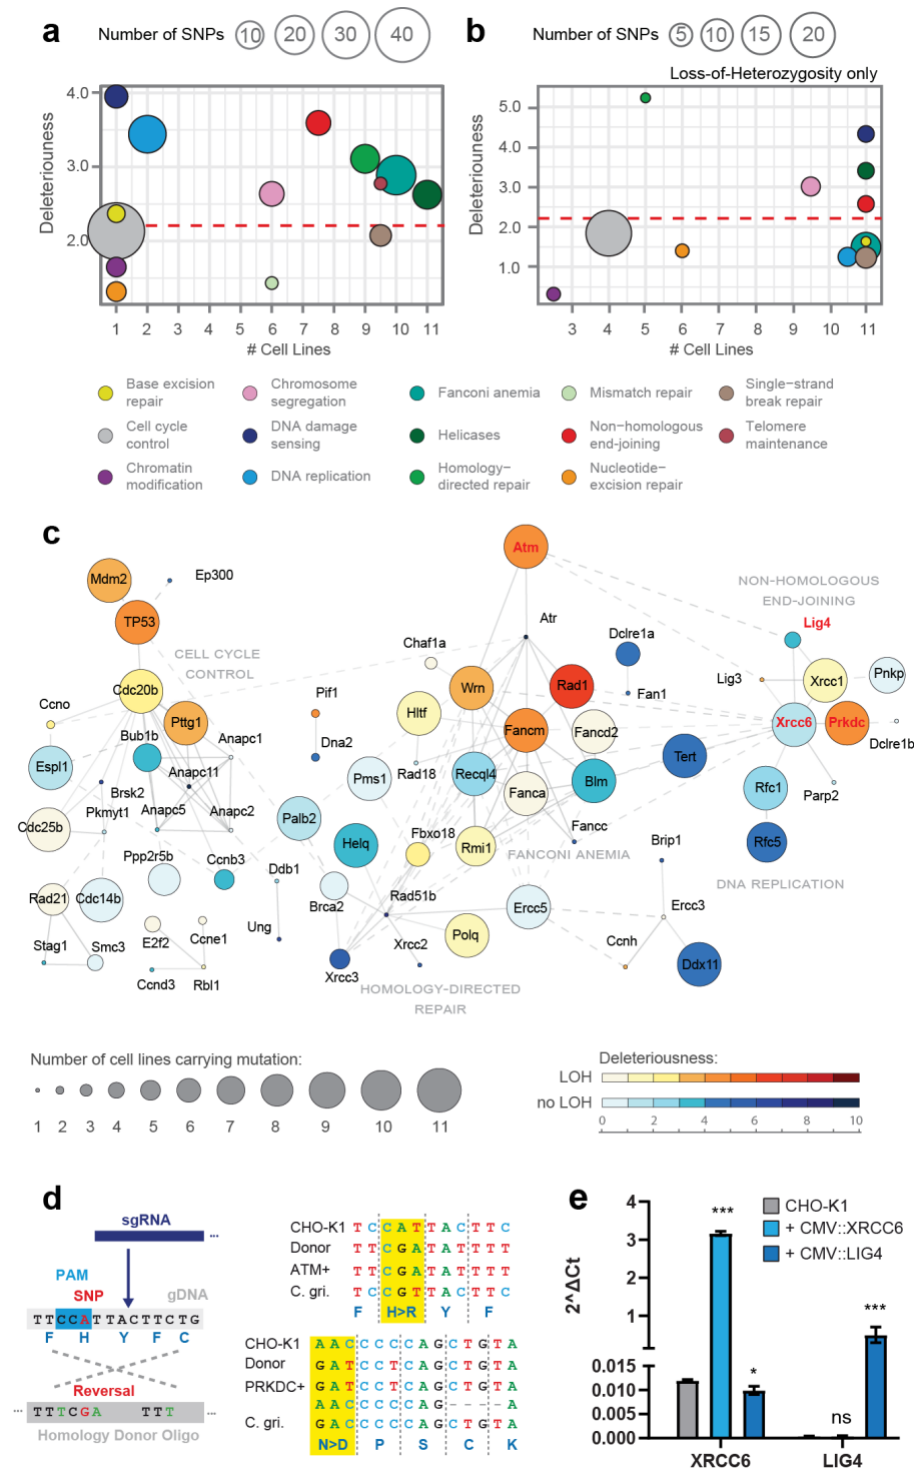 a
Number of SNPs 10 20 30 40
Deleteriouness
4.0
3.0
2.0
1 2 3 4 5 6 7 8 9 10 11
# Cell Lines
b
Number of SNPs 5 10 15 20
Loss-of-Heterozygosity only
Deleteriouness
5.0
4.0
3.0
2.0
1.0
3 4 5 6 7 8 9 10 11
# Cell Lines
Base excision
repair
Chromosome
segregation
Fanconi anemia
Mismatch repair
Single-strand
break repair
Cell cycle
control
DNA damage
sensing
Helicases
Non-homologous
end-joining
Telomere
maintenance
Chromatin
modification
DNA replication
Homology-
directed repair
Nucleotide-
excision repair
c
Atm
Mdm2
Ep300
NON-HOMOLOGOUS
END-JOINING
TP53
Atr
Lig4
CELL CYCLE
CONTROL
Chaf1a
Dclre1a
Lig3
Xrcc1
Pnkp
Cdc20b
Wrn
Rad1
Fan1
Ccno
Pif1
Hltf
Pttg1
Fancm
Fancd2
Xrcc6
Prkdc
Dclre1b
Bub1b
Anapc1
Dna2
Espl1
Anapc11
Pms1
Rad18
Recql4
Blm
Tert
Brsk2
Fanca
Rfc1
Parp2
Pkmyt1
Anapc5
Anapc2
Palb2
Cdc25b
Fbxo18
Fancc
Helq
Rmi1
Brip1
Rfc5
Ppp2r5b
Ccnb3
Ddb1
FANCONI ANEMIA
DNA REPLICATION
Rad21
Cdc14b
Brca2
Rad51b
Ercc5
Ercc3
Ung
Stag1
Smc3
E2f2
Ccne1
Xrcc2
Polq
Ccnh
Ddx11
Xrcc3
Ccnd3
Rbl1
HOMOLOGY-DIRECTED
REPAIR
Number of cell lines carrying mutation:
1 2 3 4 5 6 7 8 9 10 11
Deleteriousness:
LOH
no LOH
0 2 4 6 8 10
d
sgRNA
...
PAM
SNP
gDNA
TTCCATTACTTCTG
F H Y F C
Reversal
... TTTCGA TTT ...
Homology Donor Oligo
CHO-K1 TCCATTACTTC
Donor TTCGATATTTT
ATM+ TTCGATATTTT
C. gri. TCCGTTACTTC
F H>R Y F
CHO-K1 AACCCCCAGCTGTA
Donor GATCCTCAGCTGTA
PRKDC+ GATCCTCAGCTGTA
AACCCCCAG----A
C. gri. GACCCCCAGCTGTA
N>D P S C K
e
CHO-K1
+ CMV::XRCC6
+ CMV::LIG4
2^ΔCt
4
3
2
1
0.015
0.010
0.005
0.000
***
*
ns
***
XRCC6 LIG4